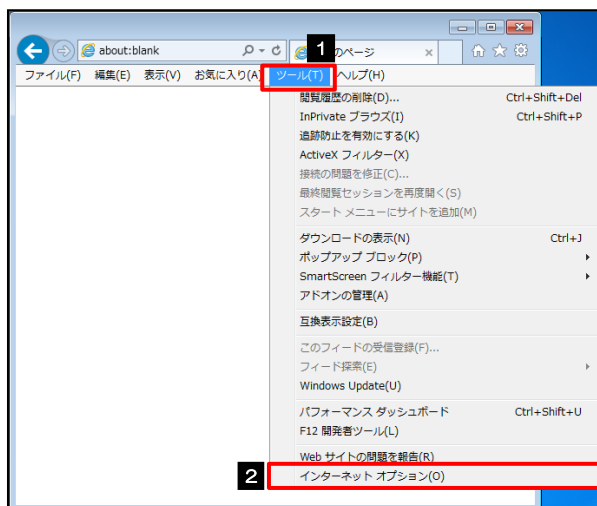 about:blank
1
のページ
ファイル(F) 編集(E) 表示(V) お気に入り(A) ツール(T) ヘルプ(H)
閲覧履歴の削除(D)... Ctrl+Shift+Del
InPrivate ブラウズ(I) Ctrl+Shift+P
追跡防止を有効にする(K)
ActiveX フィルター(X)
接続の問題を修正(C)...
最終閲覧セッションを再度開く(S)
スタート メニューにサイトを追加(M)
ダウンロードの表示(N) Ctrl+J
ポップアップ ブロック(P)
SmartScreen フィルター機能(T)
アドオンの管理(A)
互換表示設定(B)
このフィードの受信登録(F)...
フィード探索(E)
Windows Update(U)
パフォーマンス ダッシュボード Ctrl+Shift+U
F12 開発者ツール(L)
Web サイトの問題を報告(R)
2
インターネット オプション(O)